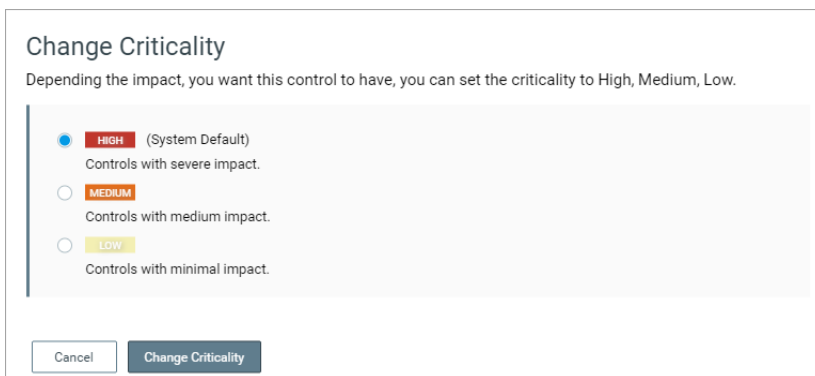 Change Criticality
Depending the impact, you want this control to have, you can set the criticality to High, Medium, Low.
HIGH (System Default)
Controls with severe impact.
MEDIUM
Controls with medium impact.
LOW
Controls with minimal impact.
Cancel Change Criticality